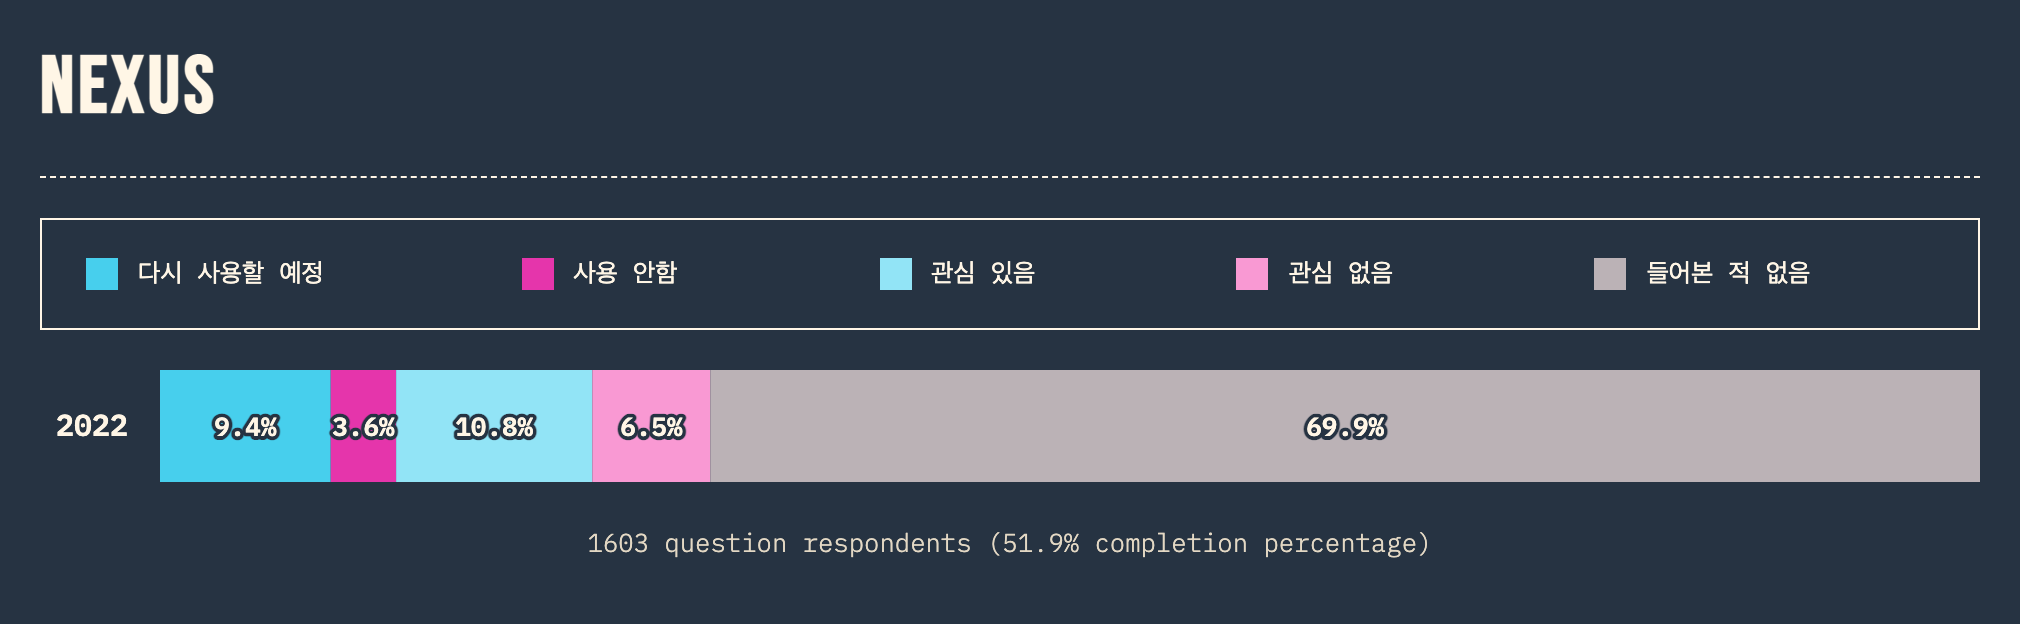 NEXUS
다시 사용할 예정 사용 안함 관심 있음 관심 없음 들어본 적 없음
2022 9.4% 3.6% 10.8% 6.5% 69.9%
1603 question respondents (51.9% completion percentage)